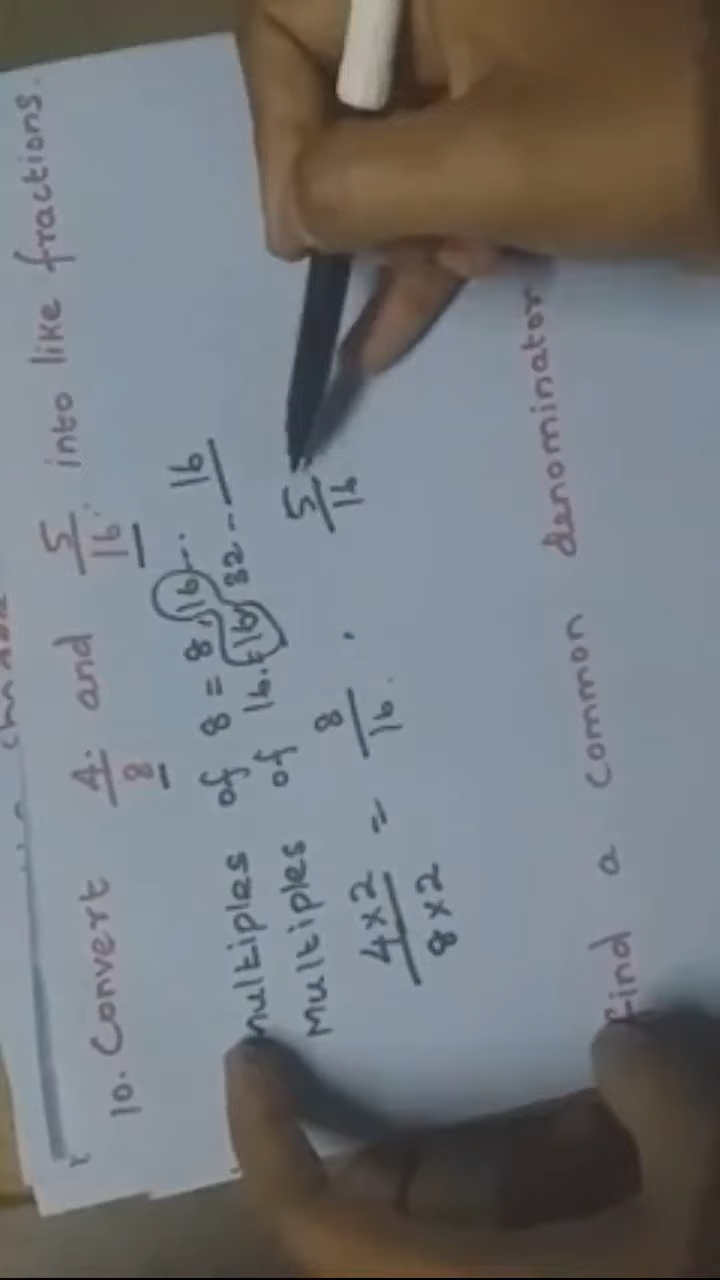 10. Convert 4/8 and 5/16 into like fractions.
multiples of 8 = 8, 16 ... 16
Multiples of 16: 16, 32 ...
4 × 2 / 8 × 2 = 8/16 . 5/16
find a common denominator